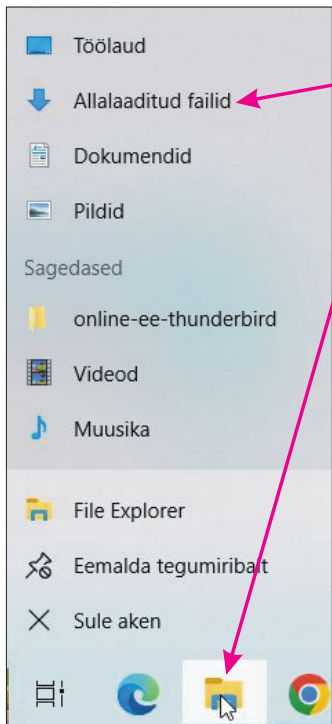 Töölaud
Allalaaditud failid
Dokumendid
Pildid
Sagedased
online-ee-thunderbird
Videod
Muusika
File Explorer
Eemalda tegumiribalt
Sule aken